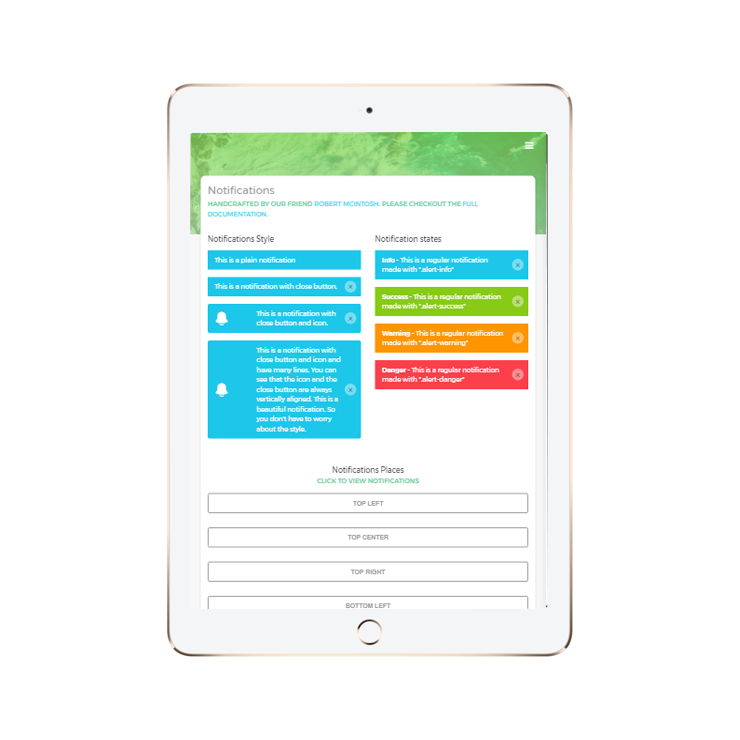 Notifications
HANDCRAFTED BY OUR FRIEND ROBERT MCINTOSH. PLEASE CHECKOUT THE FULL
DOCUMENTATION.
Notifications Style
This is a plain notification
This is a notification with close button.
This is a notification with
close button and icon.
This is a notification with
close button and icon and
have many lines. You can
see that the icon and the
close button are always
vertically aligned. This is a
beautiful notification. So
you don't have to worry
about the style.
Notification states
Info - This is a regular notification
made with ".alert-info"
Success - This is a regular notification
made with ".alert-success"
Warning - This is a regular notification
made with ".alert-warning"
Danger - This is a regular notification
made with ".alert-danger"
Notifications Places
CLICK TO VIEW NOTIFICATIONS
TOP LEFT
TOP CENTER
TOP RIGHT
BOTTOM LEFT